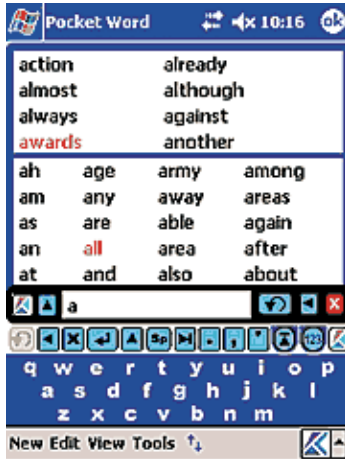 Pocket Word 10:16 ok
action already
almost although
always against
awards another
ah age army among
am any away areas
as are able again
an all area after
at and also about
a
Sp . , ' 123
q w e r t y u i o p
a s d f g h j k l
z x c v b n m
New Edit View Tools